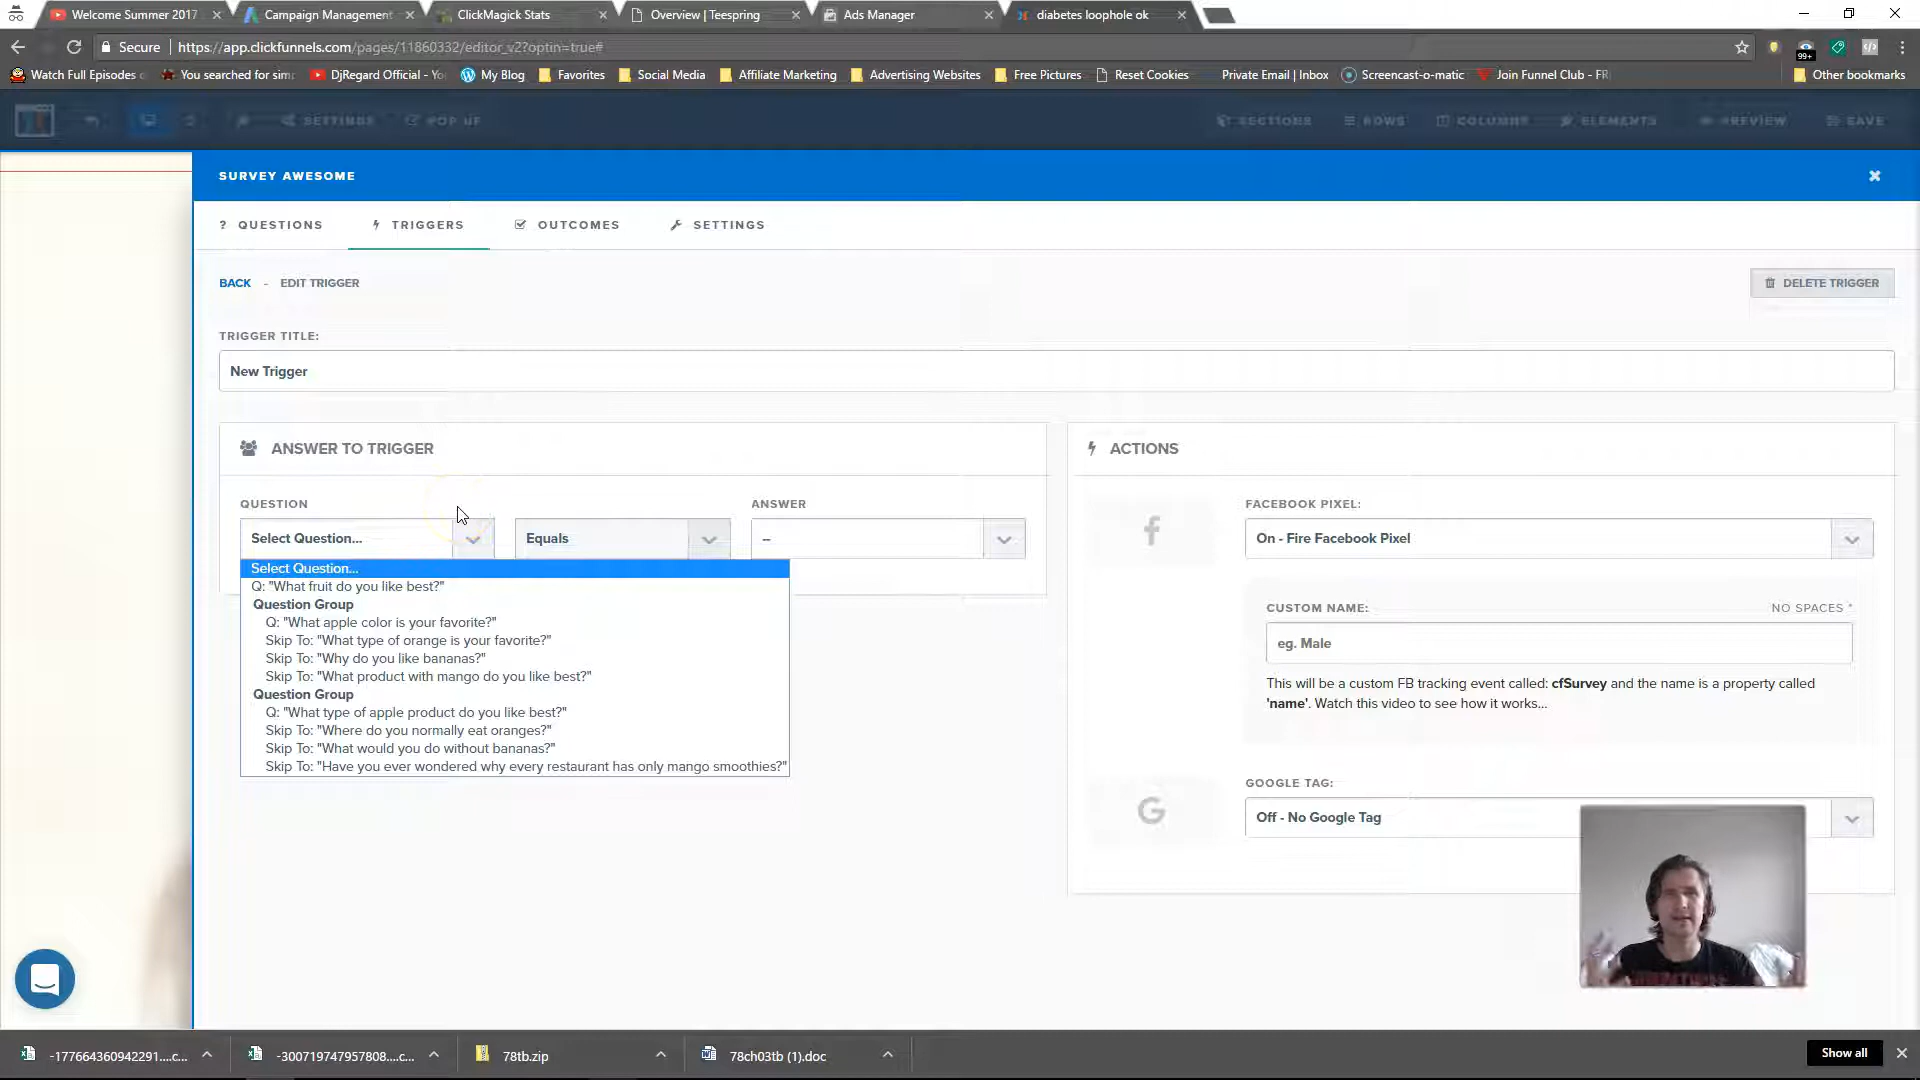 Welcome Summer 2017
Campaign Management
ClickMagick Stats
Overview | Teespring
Ads Manager
diabetes loophole ok
Secure
https://app.clickfunnels.com/pages/11860332/editor_v2?optin=true#
99+
Watch Full Episodes o
You searched for sim
DjRegard Official - Yo
My Blog
Favorites
Social Media
Affiliate Marketing
Advertising Websites
Free Pictures
Reset Cookies
Private Email | Inbox
Screencast-o-matic
Join Funnel Club - FR
Other bookmarks
SETTINGS
POP UP
SECTIONS
ROWS
COLUMNS
ELEMENTS
PREVIEW
SAVE
SURVEY AWESOME
? QUESTIONS
TRIGGERS
OUTCOMES
SETTINGS
BACK - EDIT TRIGGER
DELETE TRIGGER
TRIGGER TITLE:
New Trigger
ANSWER TO TRIGGER
ACTIONS
QUESTION
ANSWER
FACEBOOK PIXEL:
Select Question...
Equals
--
On - Fire Facebook Pixel
Select Question...
Q: "What fruit do you like best?"
Question Group
Q: "What apple color is your favorite?"
Skip To: "What type of orange is your favorite?"
Skip To: "Why do you like bananas?"
Skip To: "What product with mango do you like best?"
Question Group
Q: "What type of apple product do you like best?"
Skip To: "Where do you normally eat oranges?"
Skip To: "What would you do without bananas?"
Skip To: "Have you ever wondered why every restaurant has only mango smoothies?"
CUSTOM NAME:
NO SPACES *
eg. Male
This will be a custom FB tracking event called: cfSurvey and the name is a property called
'name'. Watch this video to see how it works...
GOOGLE TAG:
Off - No Google Tag
-177664360942291....c...
-300719747957808....c...
78tb.zip
78ch03tb (1).doc
Show all